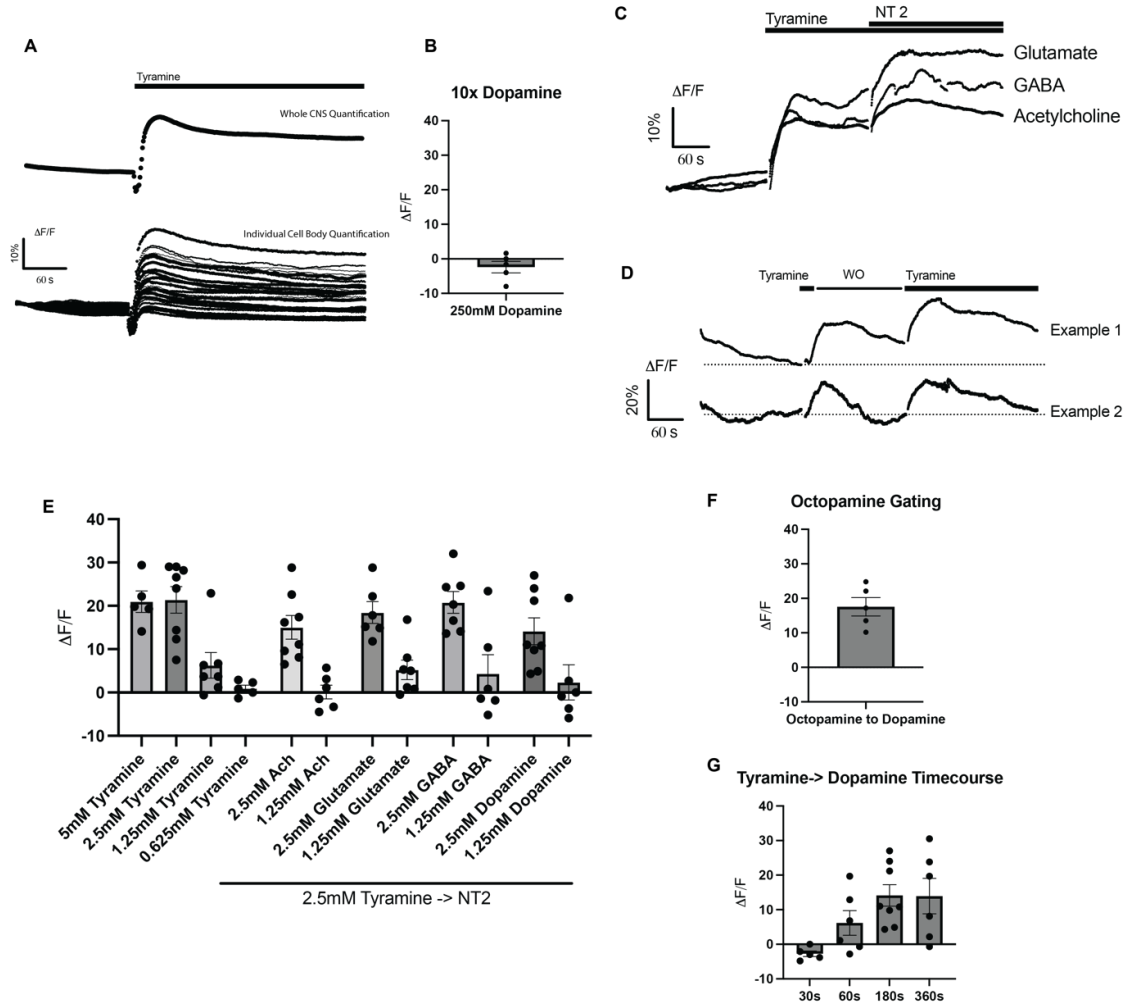 A
Tyramine
Whole CNS Quantification
ΔF/F
10%
60 s
Individual Cell Body Quantification
B
10x Dopamine
ΔF/F
40
30
20
10
0
-10
250mM Dopamine
C
Tyramine
NT 2
ΔF/F
10%
60 s
Glutamate
GABA
Acetylcholine
D
Tyramine
WO
Tyramine
ΔF/F
20%
60 s
Example 1
Example 2
E
ΔF/F
40
30
20
10
0
-10
5mM Tyramine
2.5mM Tyramine
1.25mM Tyramine
0.625mM Tyramine
2.5mM Ach
1.25mM Ach
2.5mM Glutamate
1.25mM Glutamate
2.5mM GABA
1.25mM GABA
2.5mM Dopamine
1.25mM Dopamine
2.5mM Tyramine -> NT2
F
Octopamine Gating
ΔF/F
40
30
20
10
0
-10
Octopamine to Dopamine
G
Tyramine-> Dopamine Timecourse
ΔF/F
40
30
20
10
0
-10
30s
60s
180s
360s